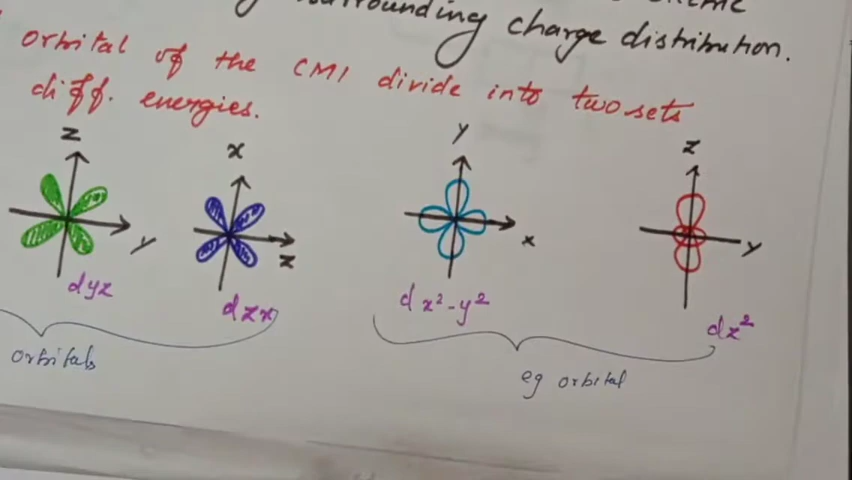 surrounding charge distribution.
orbital of the CMI divide into two sets
diff. energies.
z x y z
y z x y
dyz dzx dx²-y² dz²
orbitals eg orbital